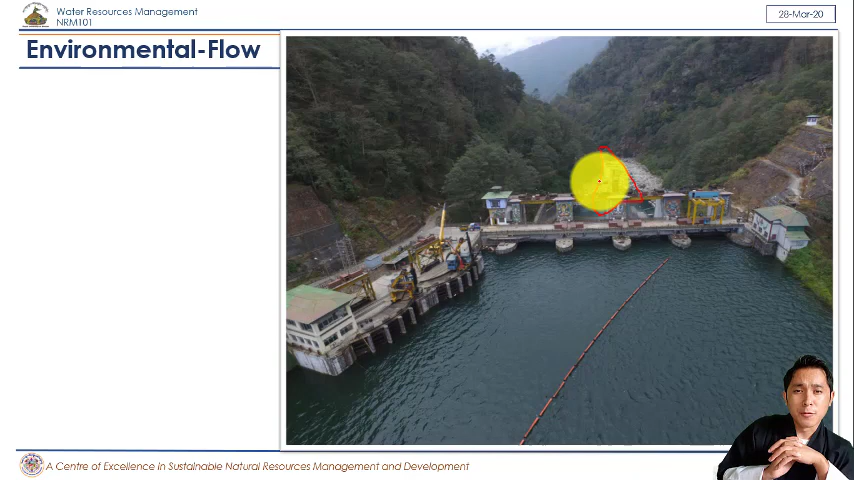 Water Resources Management
NRM101
28-Mar-20
Environmental-Flow
A Centre of Excellence in Sustainable Natural Resources Management and Development